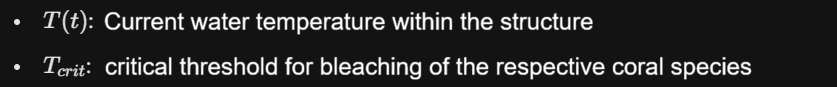 • T(t): Current water temperature within the structure
• T_crit: critical threshold for bleaching of the respective coral species